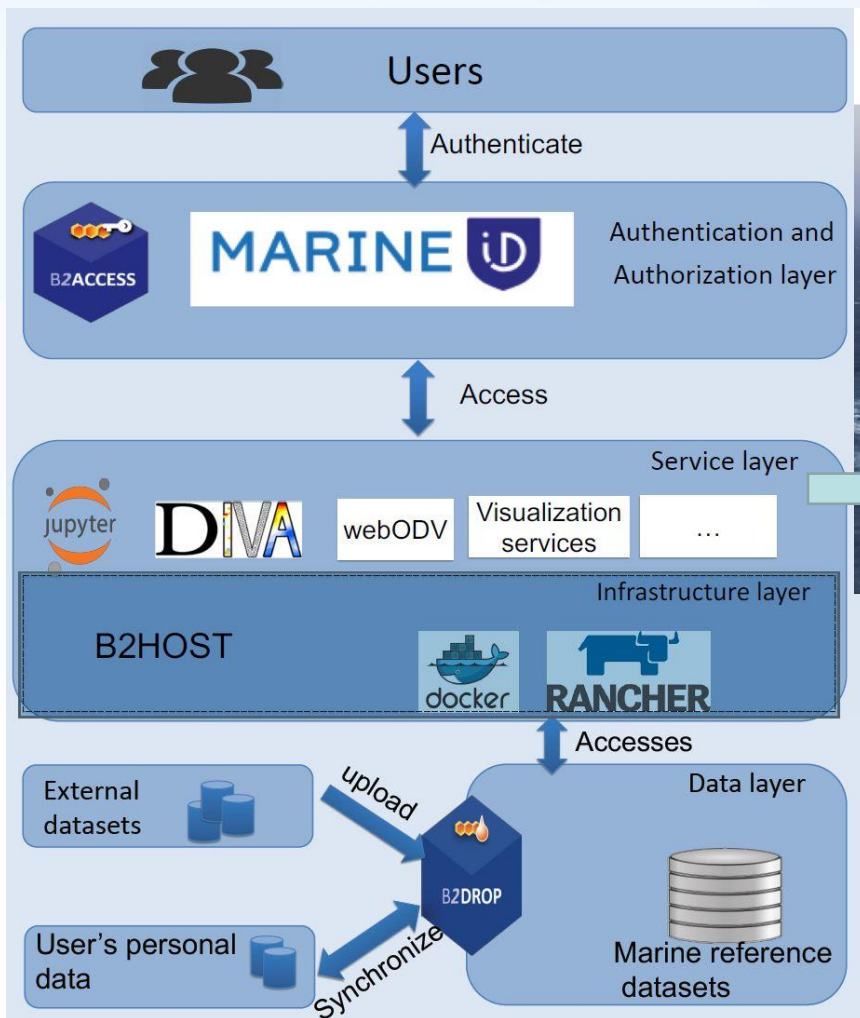 Users
Authenticate
B2ACCESS
MARINE iD
Authentication and
Authorization layer
Access
Service layer
jupyter
DIVA
webODV
Visualization
services
...
Infrastructure layer
B2HOST
docker
RANCHER
Accesses
External
datasets
upload
Data layer
B2DROP
User's personal
data
Synchronize
Marine reference
datasets